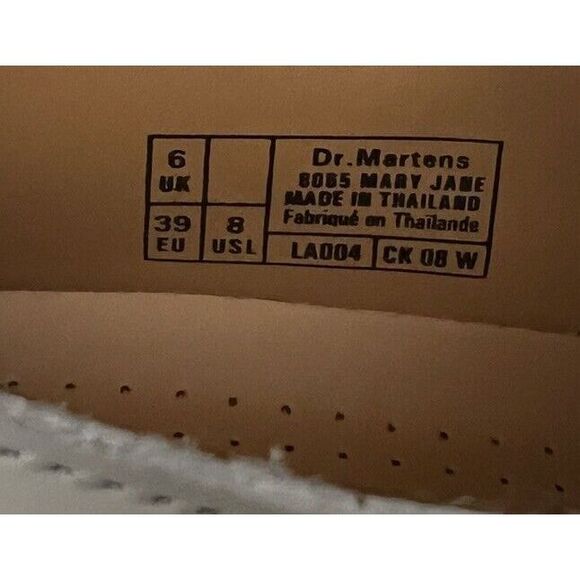 6
UK
39
EU
8
USL
Dr.Martens
8065 MARY JANE
MADE IN THAILAND
Fabriqué en Thaïlande
LA004
CK 08 W